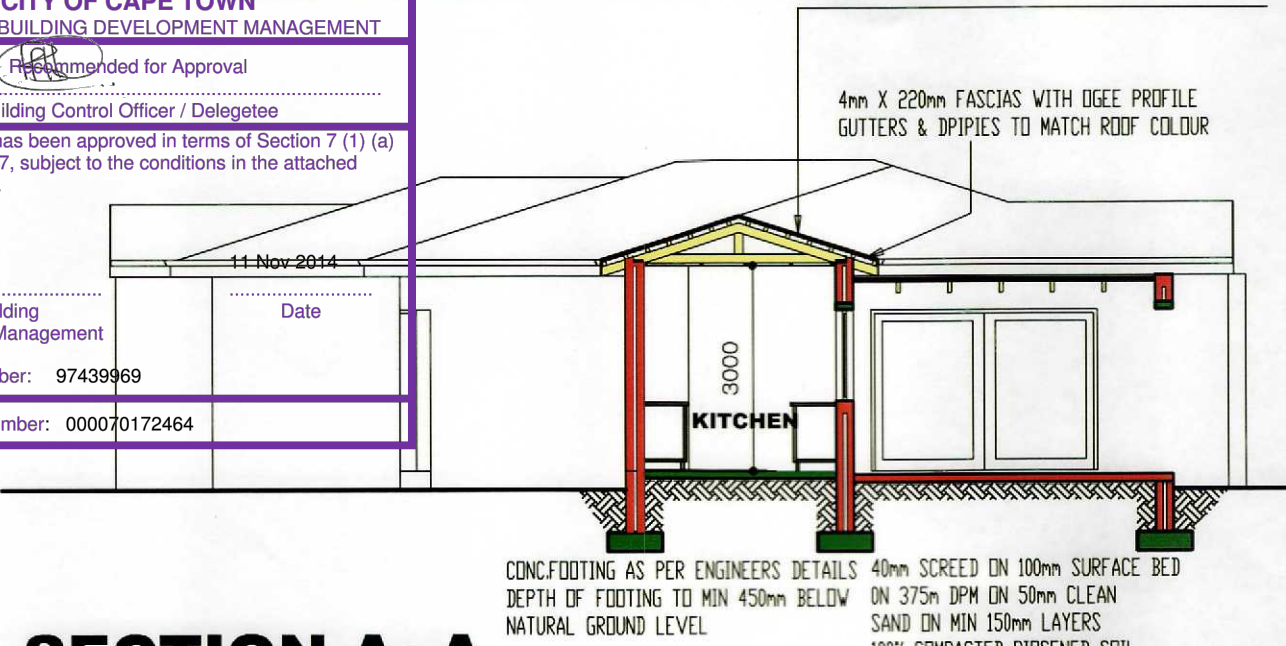 CITY OF CAPE TOWN
BUILDING DEVELOPMENT MANAGEMENT
Recommended for Approval
ilding Control Officer / Delegetee
has been approved in terms of Section 7 (1) (a)
7, subject to the conditions in the attached
11 Nov 2014
lding
Date
Management
ber: 97439969
mber: 000070172464
4mm X 220mm FASCIAS WITH OGEE PROFILE
GUTTERS & DPIPIES TO MATCH ROOF COLOUR
3000
KITCHEN
CONC.FOOTING AS PER ENGINEERS DETAILS
DEPTH OF FOOTING TO MIN 450mm BELOW
NATURAL GROUND LEVEL
40mm SCREED ON 100mm SURFACE BED
ON 375m DPM ON 50mm CLEAN
SAND ON MIN 150mm LAYERS
SECTION A-A